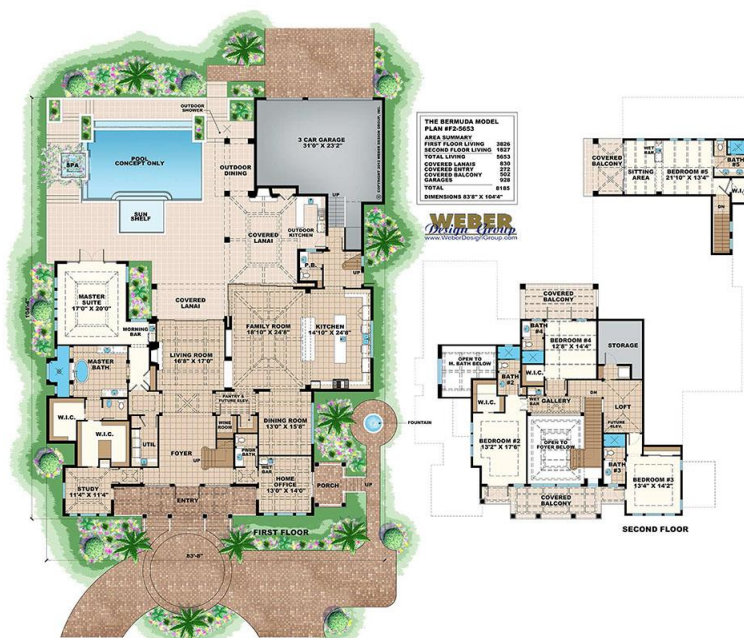 OUTDOOR
SHOWER
POOL
CONCEPT ONLY
SPA
SUN
SHELF
3 CAR GARAGE
31'0" X 23'2"
OUTDOOR
DINING
UP
COVERED
LANAI
OUTDOOR
KITCHEN
P.B.
UP
MASTER
SUITE
17'0" X 20'0"
COVERED
LANAI
MORNING
BAR
FAMILY ROOM
18'10" X 24'8"
KITCHEN
14'10" X 24'8"
LIVING ROOM
16'8" X 17'0"
MASTER
BATH
PANTRY &
FUTURE ELEV.
W.I.C.
W.I.C.
UTIL
WINE
ROOM
DINING ROOM
13'0" X 15'8"
FOYER
PWDR
BATH
UP
WET
BAR
STUDY
11'4" X 11'4"
HOME
OFFICE
13'0" X 14'0"
PORCH
UP
ENTRY
FOUNTAIN
FIRST FLOOR
83'-8"
THE BERMUDA MODEL
PLAN #F2-5653
AREA SUMMARY
FIRST FLOOR LIVING 3826
SECOND FLOOR LIVING 1827
TOTAL LIVING 5653
COVERED LANAIS 830
COVERED ENTRY 272
COVERED BALCONY 502
GARAGES 928
TOTAL 8185
DIMENSIONS 83'8" X 104'4"
WEBER
Design Group
www.WeberDesignGroup.com
COVERED
BALCONY
WET
BAR
SITTING
AREA
BEDROOM #5
21'10" X 13'4"
BATH
#5
W.I.
DN
COVERED
BALCONY
BATH
#4
BEDROOM #4
12'8" X 14'4"
STORAGE
OPEN TO
M. BATH BELOW
BATH
#2
W.I.C.
W.I.C.
WET
BAR
GALLERY
DN
LOFT
FUTURE
ELEV.
BEDROOM #2
13'2" X 17'6"
OPEN TO
FOYER BELOW
BATH
#3
BEDROOM #3
13'4" X 14'2"
COVERED
BALCONY
SECOND FLOOR